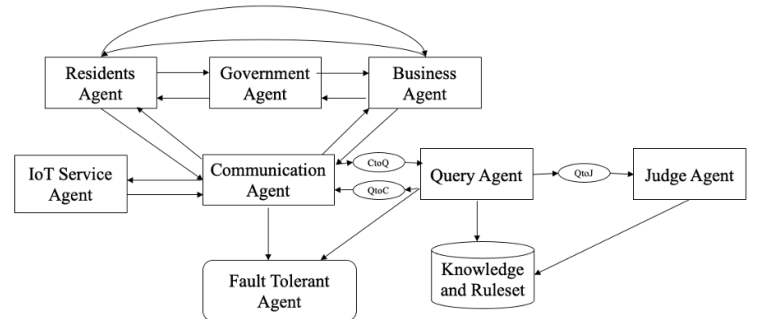 Residents
Agent
Government
Agent
Business
Agent
IoT Service
Agent
Communication
Agent
CtoQ
QtoC
Query Agent
QtoJ
Judge Agent
Fault Tolerant
Agent
Knowledge
and Ruleset